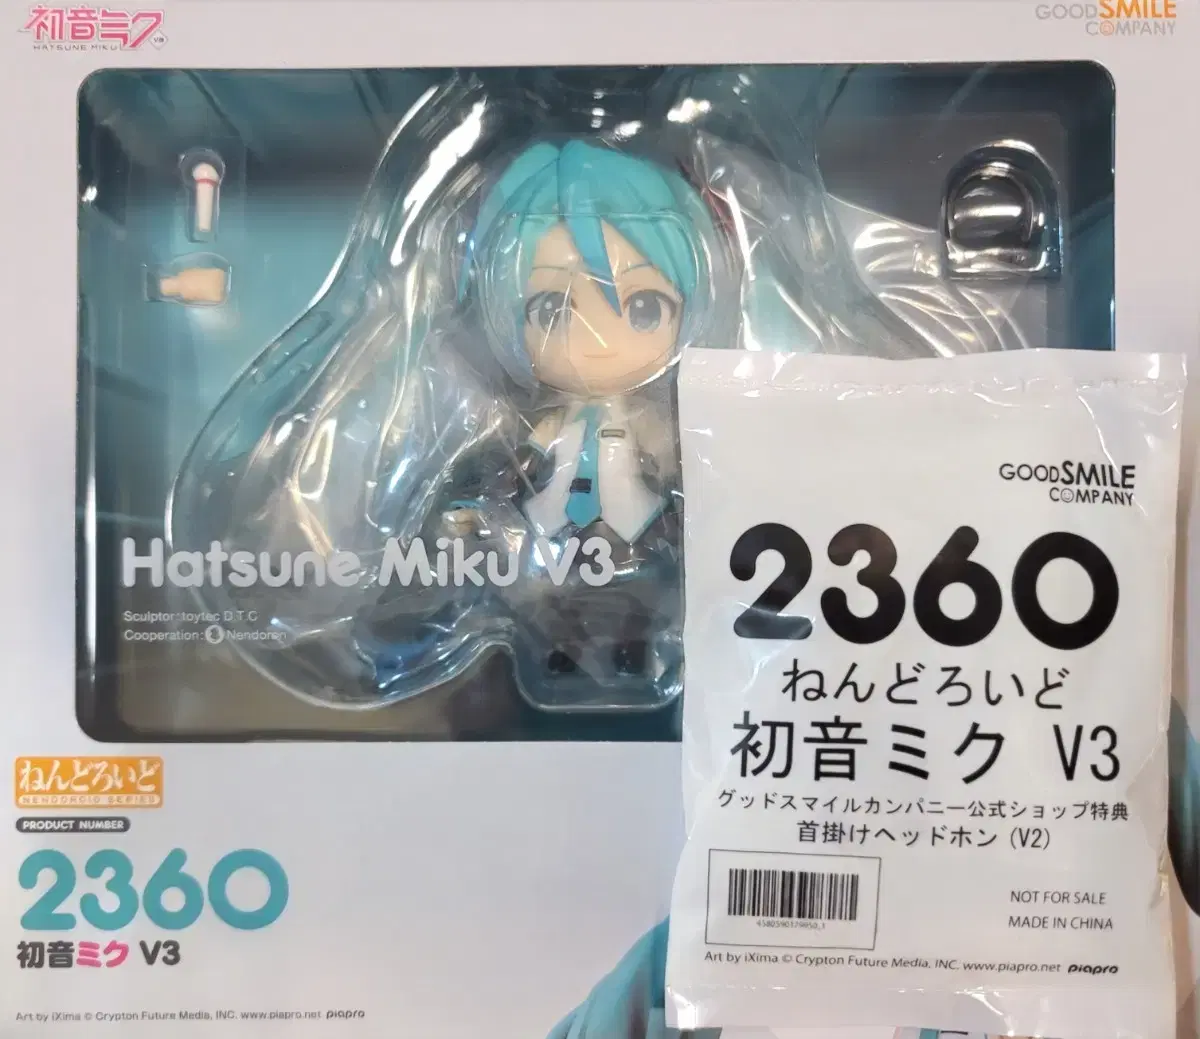 初音ミク V3
HATSUNE MIKU
GOOD SMILE
COMPANY
Hatsune Miku V3
Sculptor:toytec D.T.C
Cooperation: Nendoron
ねんどろいど
NENDOROID SERIES
PRODUCT NUMBER
2360
初音ミク V3
Art by iXima © Crypton Future Media, INC. www.piapro.net piapro
GOOD SMILE
COMPANY
2360
ねんどろいど
初音ミク V3
グッドスマイルカンパニー公式ショップ特典
首掛けヘッドホン (V2)
NOT FOR SALE
MADE IN CHINA
Art by iXima © Crypton Future Media, INC. www.piapro.net piapro